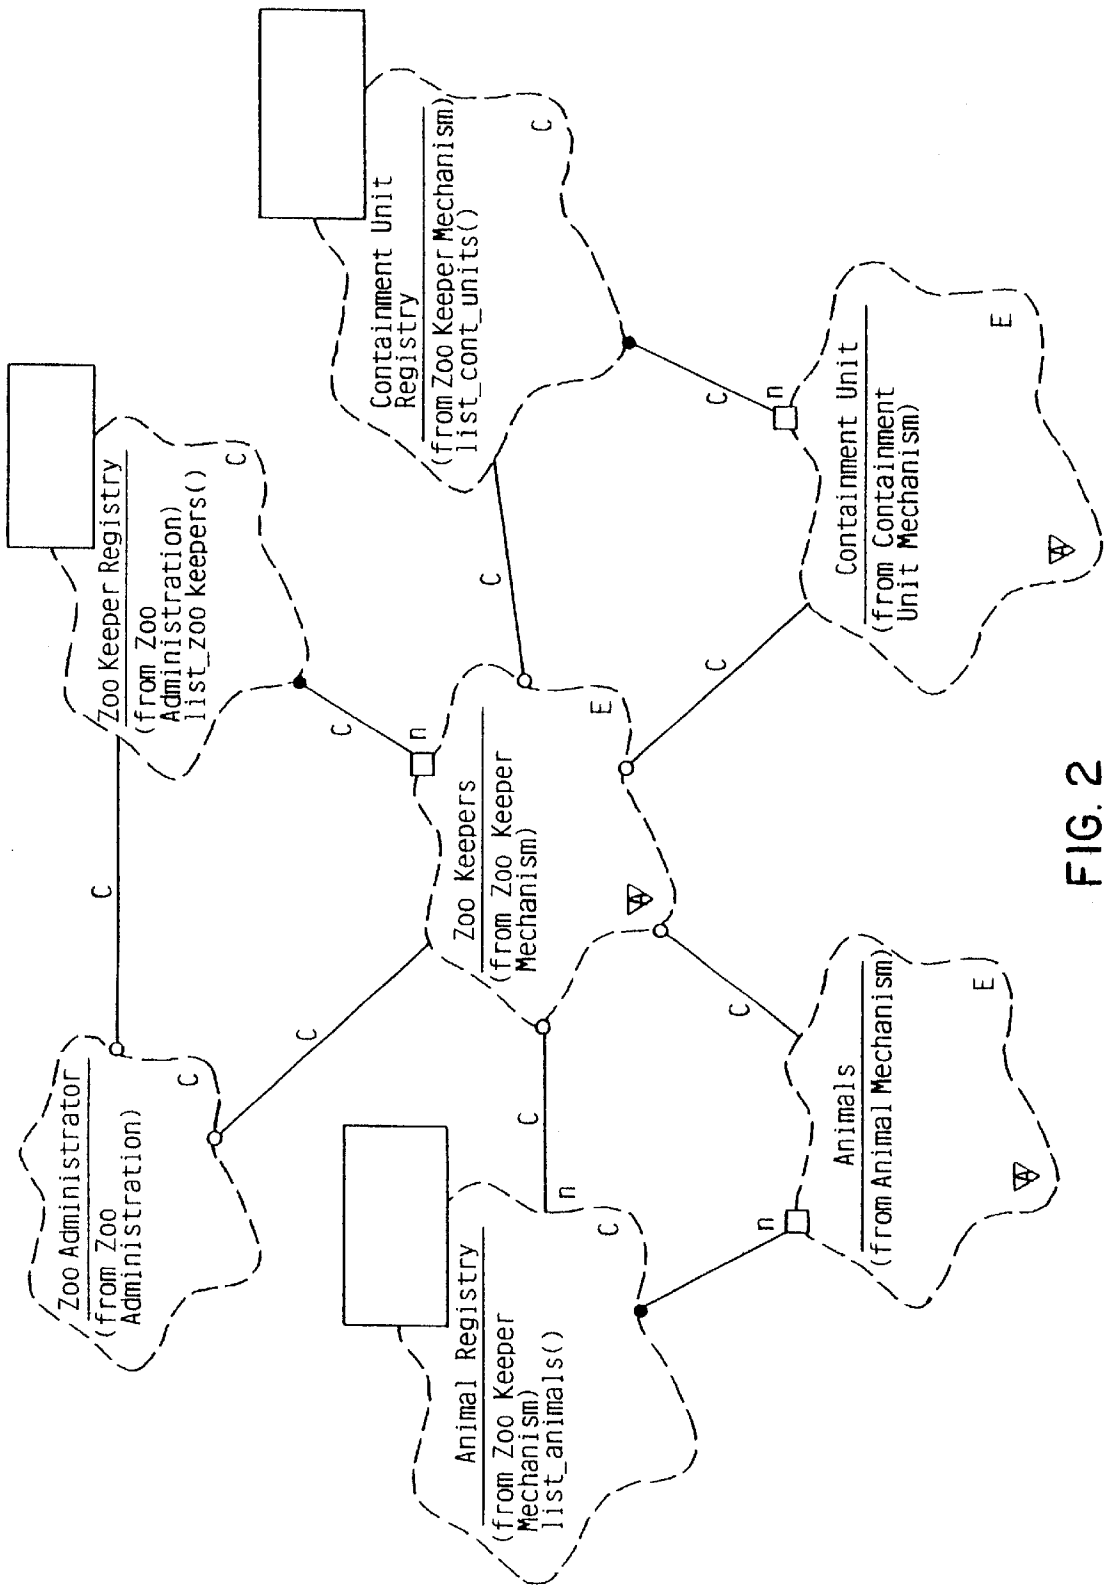 Zoo Administrator
(from Zoo
Administration)
C
C
Zoo Keeper Registry
(from Zoo
Administration)
list_zoo keepers()
C
C
C
n
Animal Registry
(from Zoo Keeper
Mechanism)
list_animals()
C
n
C
Zoo Keepers
(from Zoo Keeper
Mechanism)
E
A
C
Containment Unit
Registry
(from Zoo Keeper Mechanism)
list_cont_units()
C
C
C
C
n
n
Animals
(from Animal Mechanism)
E
A
Containment Unit
(from Containment
Unit Mechanism)
E
A
FIG. 2